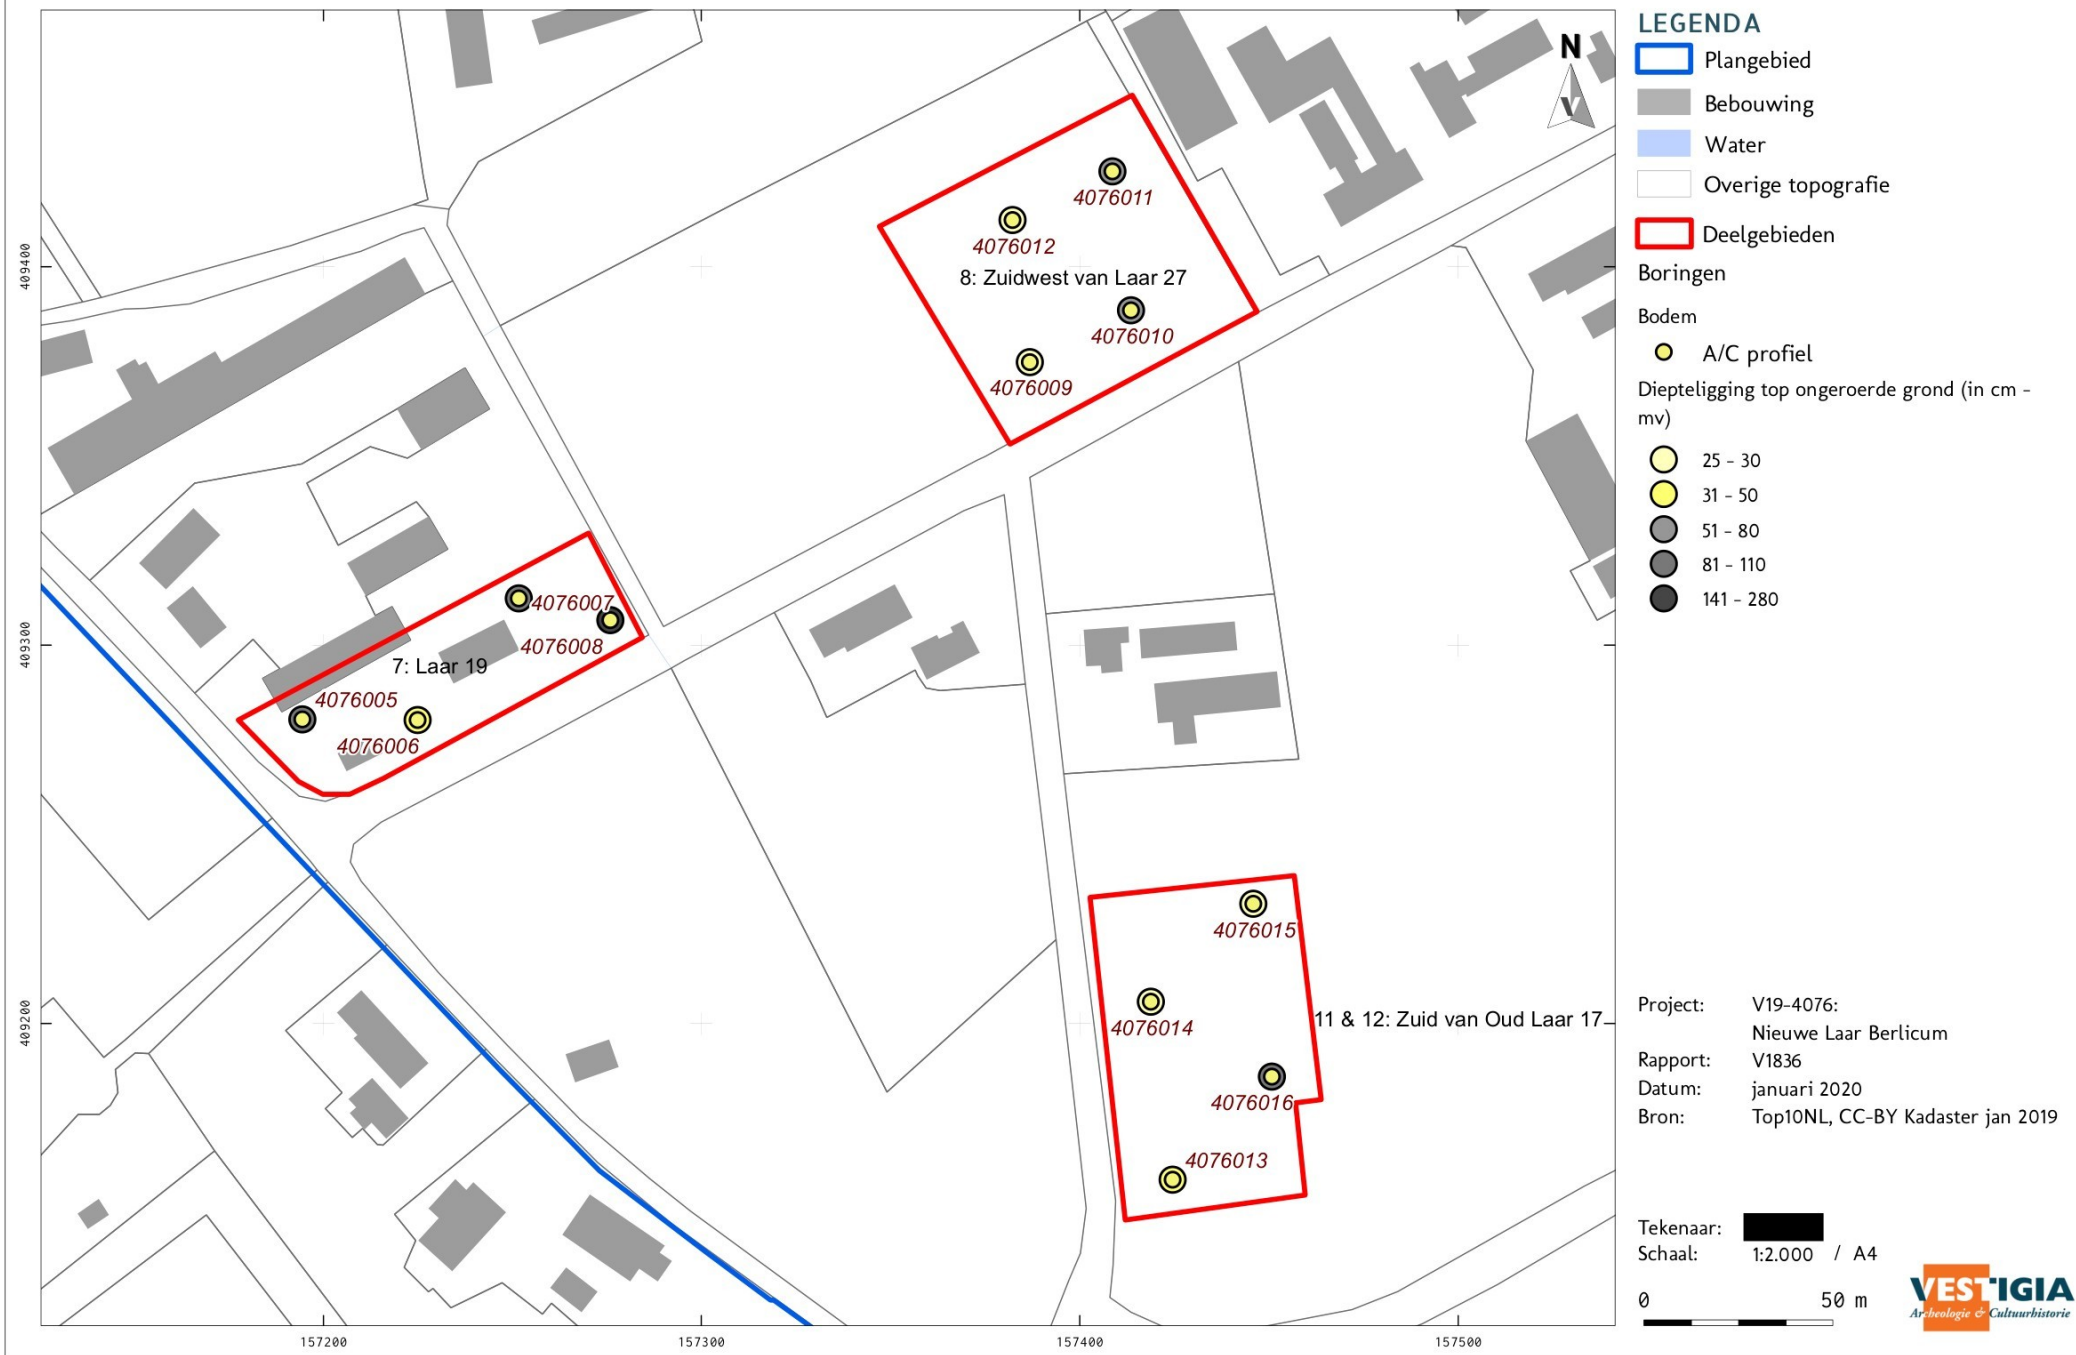 LEGENDA
N
Plangebied
Bebouwing
Water
Overige topografie
Deelgebieden
Boringen
Bodem
A/C profiel
Diepteligging top ongeroerde grond (in cm -
mv)
25 - 30
31 - 50
51 - 80
81 - 110
141 - 280
4076011
4076012
8: Zuidwest van Laar 27
4076010
4076009
4076007
4076008
7: Laar 19
4076005
4076006
4076015
4076014
11 & 12: Zuid van Oud Laar 17
4076016
4076013
409400
409300
409200
157200
157300
157400
157500
Project: V19-4076:
Nieuwe Laar Berlicum
Rapport: V1836
Datum: januari 2020
Bron: Top10NL, CC-BY Kadaster jan 2019
Tekenaar:
Schaal: 1:2.000 / A4
0 50 m
VESTIGIA
Archeologie & Cultuurhistorie